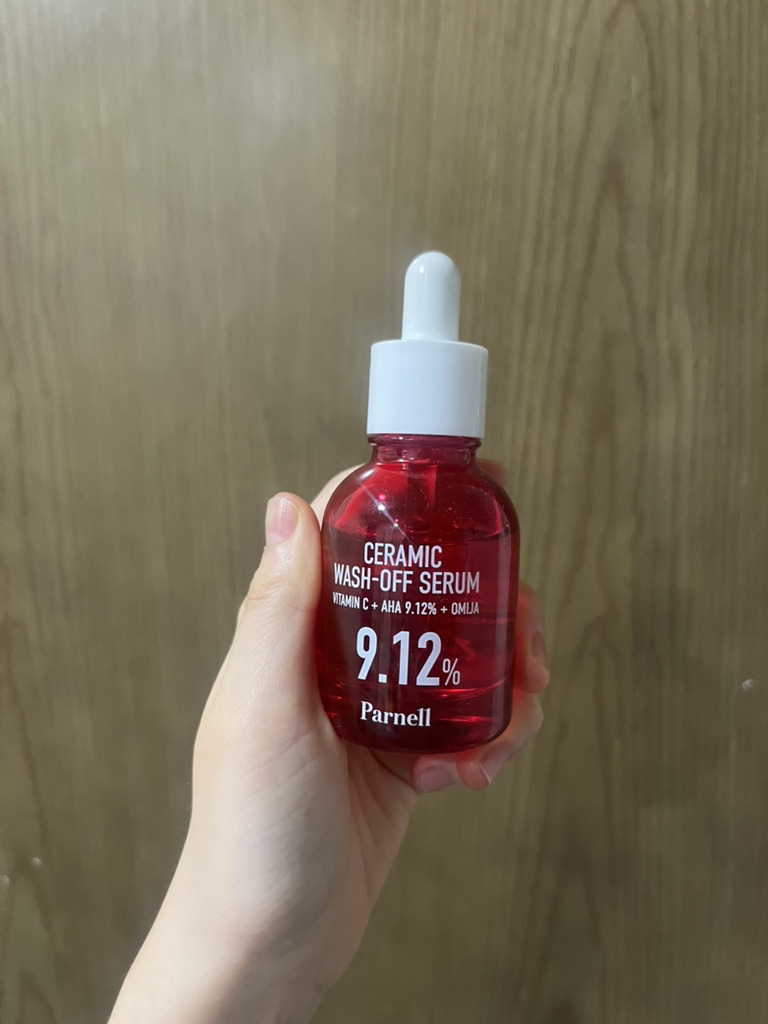 CERAMIC
WASH-OFF SERUM
VITAMIN C + AHA 9.12% + OMIJA
9.12%
Parnell